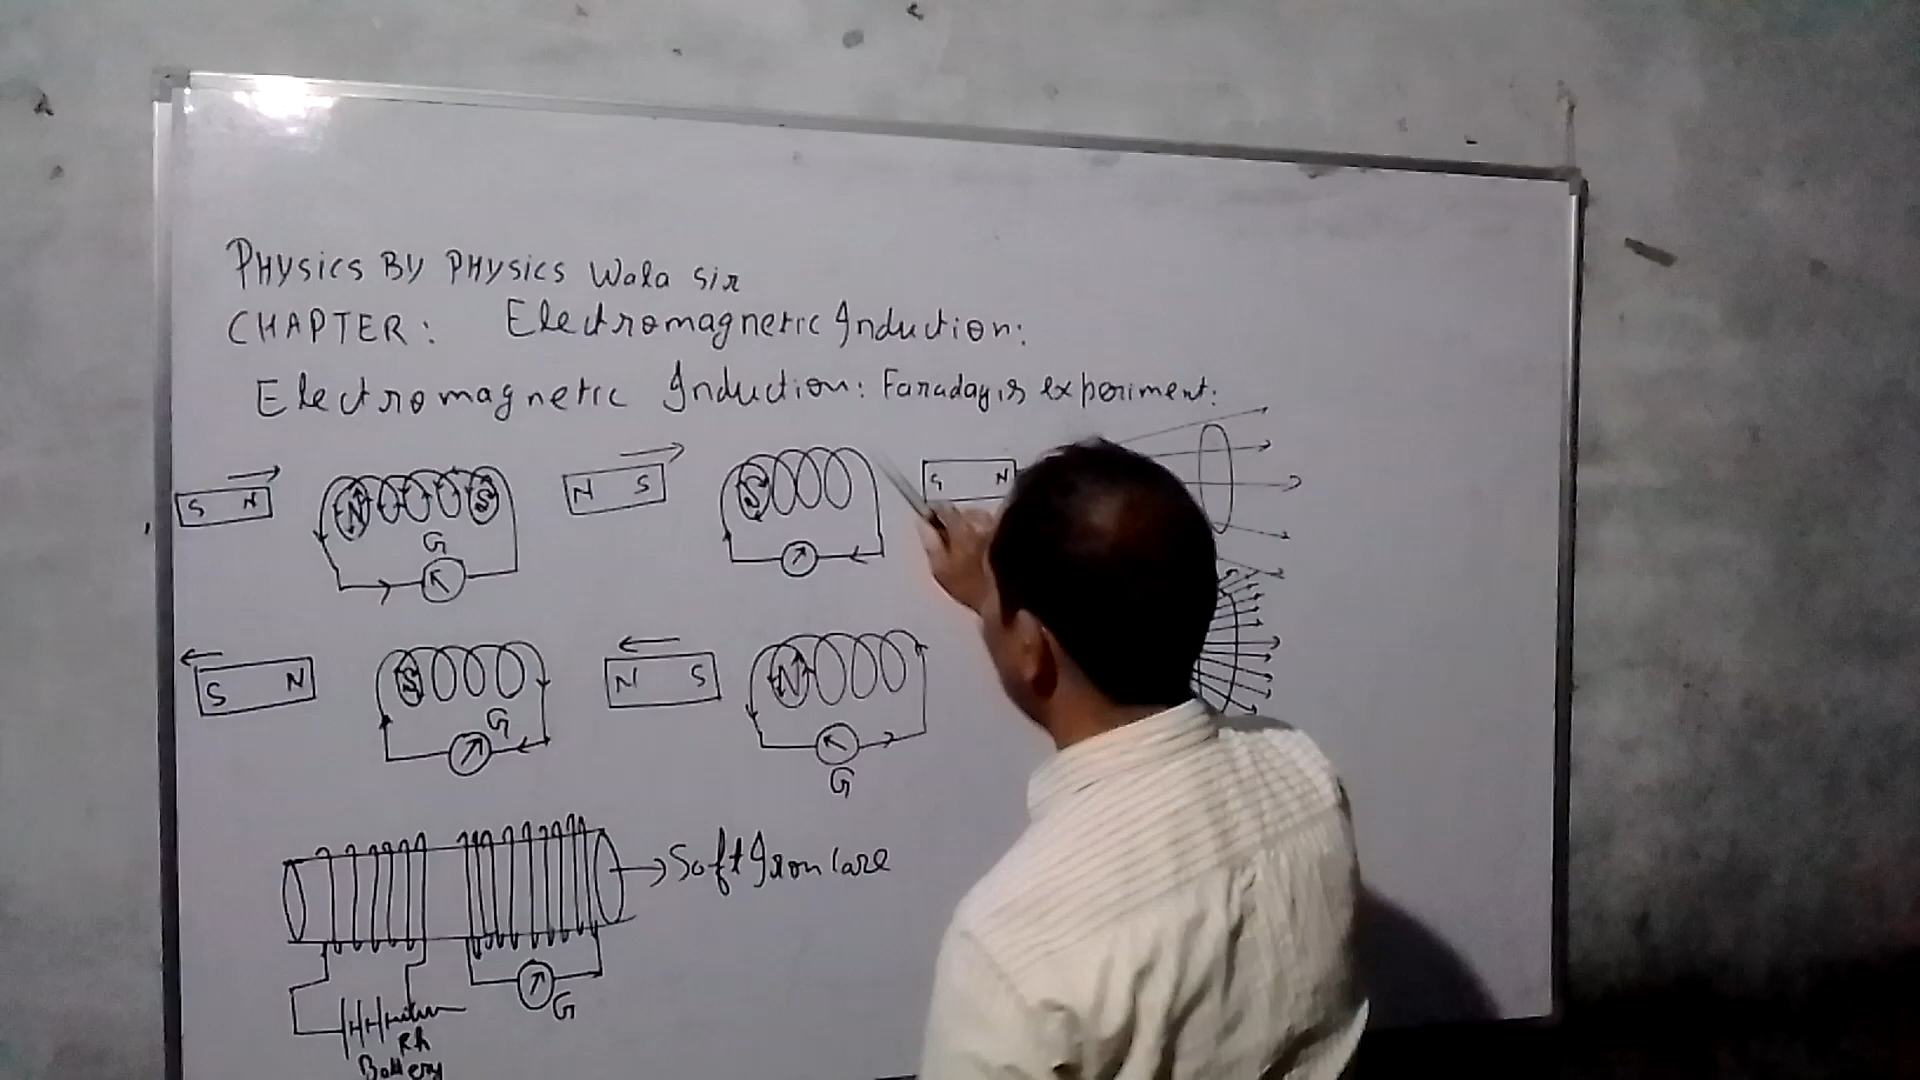 PHYSICS BY PHYSICS Wala Sir
CHAPTER: Electromagnetic Induction:
Electromagnetic Induction: Faraday's experiment:
S N
N S
G N
N S
S
G
S N
N S
S
N
G
G
Soft Iron Core
G
Rh
Battery